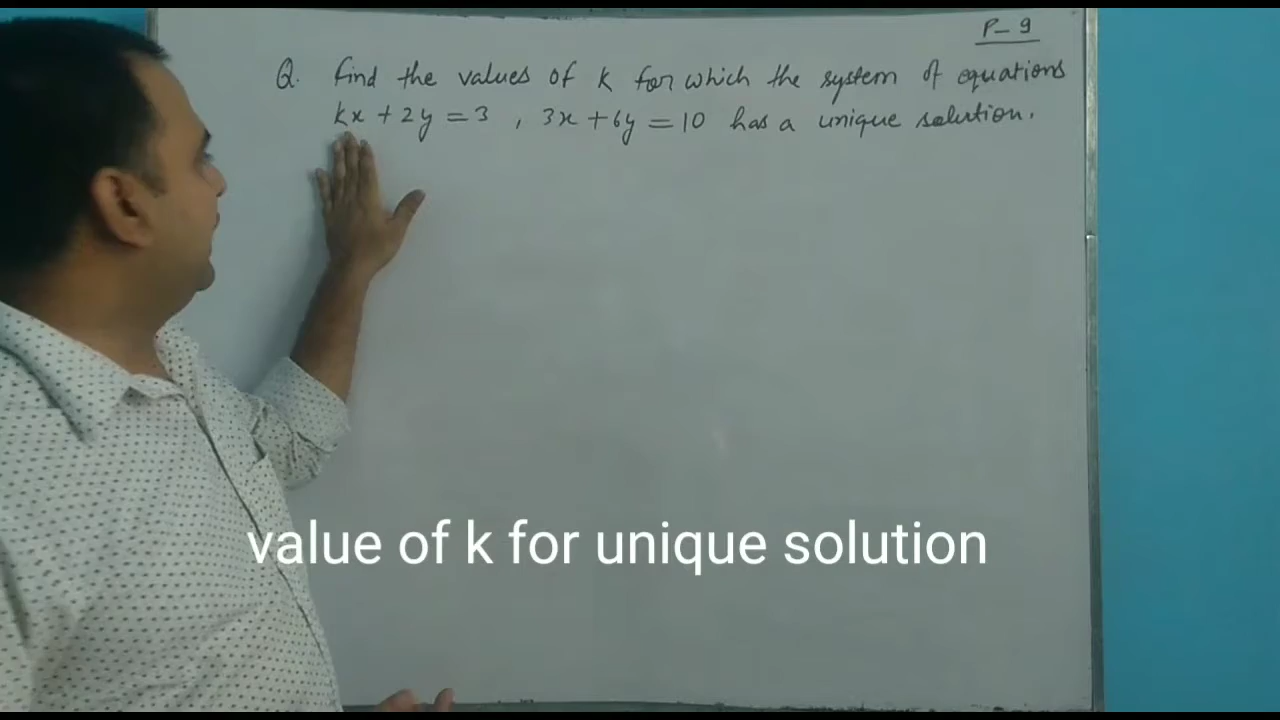 P-9
Q. Find the values of k for which the system of equations
kx + 2y = 3 , 3x + 6y = 10 has a unique solution.
value of k for unique solution